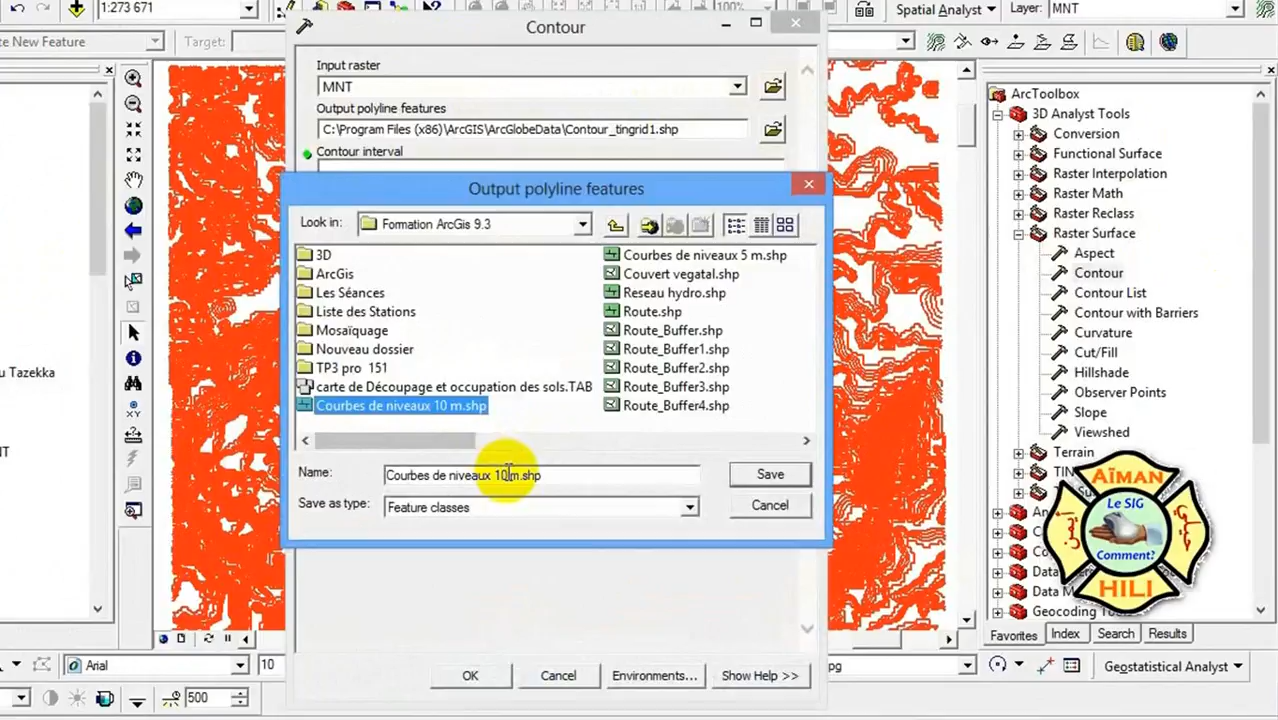 1:273 671
Spatial Analyst
Layer:
MNT
te New Feature
Target:
Contour
Input raster
MNT
Output polyline features
C:\Program Files (x86)\ArcGIS\ArcGlobeData\Contour_tingrid1.shp
Contour interval
Output polyline features
Look in:
Formation ArcGis 9.3
3D
ArcGis
Les Séances
Liste des Stations
Mosaïquage
Nouveau dossier
TP3 pro 151
carte de Découpage et occupation des sols.TAB
Courbes de niveaux 10 m.shp
Courbes de niveaux 5 m.shp
Couvert vegatal.shp
Reseau hydro.shp
Route.shp
Route_Buffer.shp
Route_Buffer1.shp
Route_Buffer2.shp
Route_Buffer3.shp
Route_Buffer4.shp
Name:
Courbes de niveaux 10 m.shp
Save
Save as type:
Feature classes
Cancel
OK
Cancel
Environments...
Show Help >>
ArcToolbox
3D Analyst Tools
Conversion
Functional Surface
Raster Interpolation
Raster Math
Raster Reclass
Raster Surface
Aspect
Contour
Contour List
Contour with Barriers
Curvature
Cut/Fill
Hillshade
Observer Points
Slope
Viewshed
Terrain
TIN
Geocoding Tools
Favorites
Index
Search
Results
AÏMAN
Le SIG
Comment?
HILI
u Tazekka
NT
Arial
10
500
pg
Geostatistical Analyst